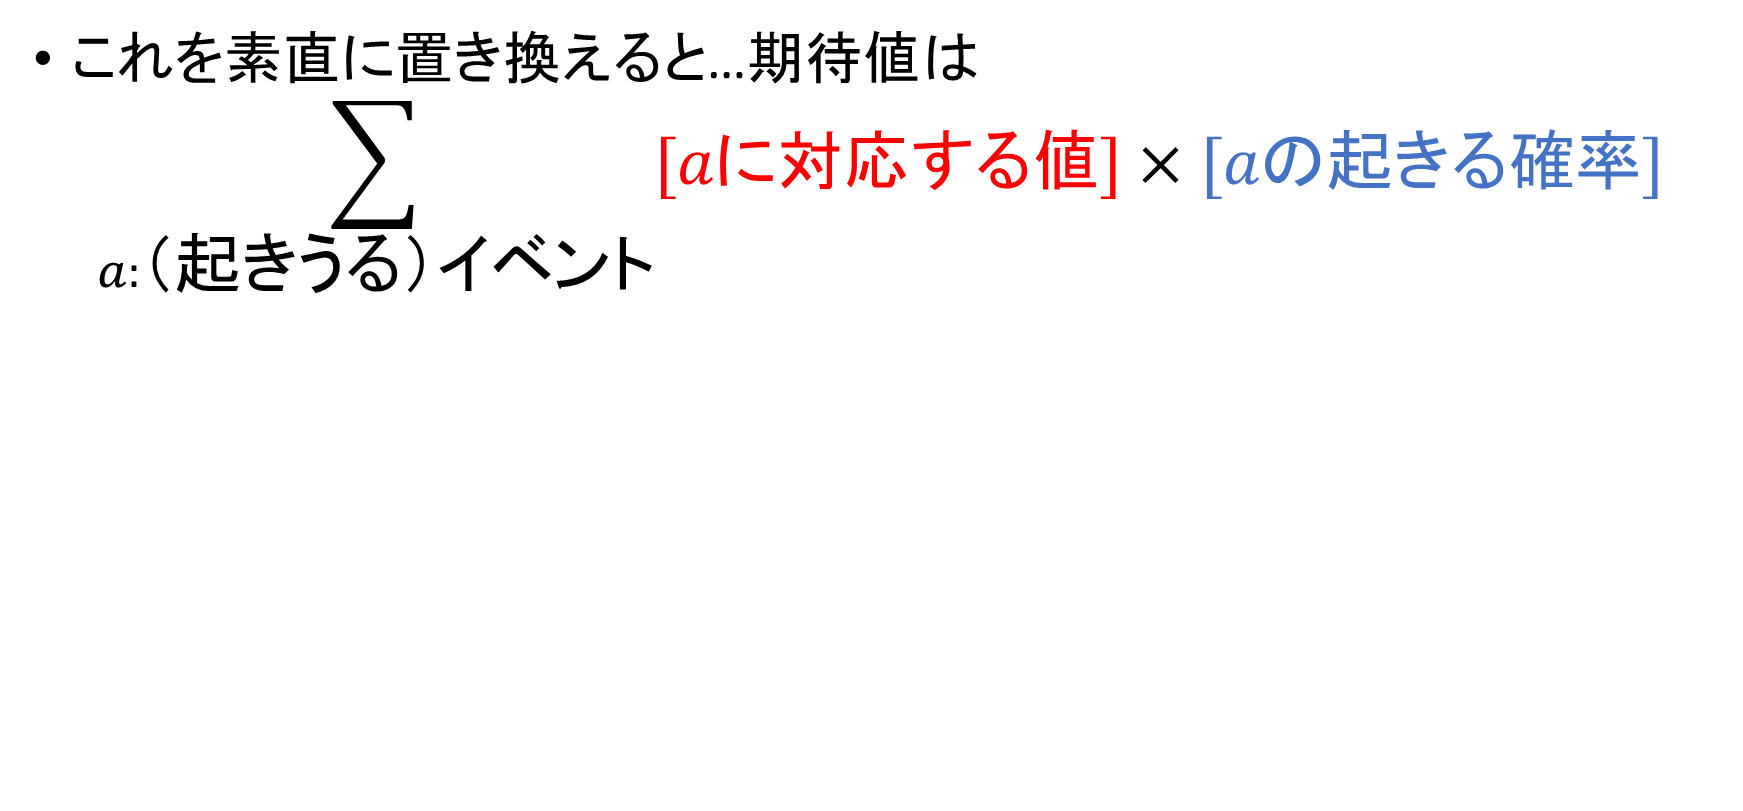 • これを素直に置き換えると…期待値は
∑ [aに対応する値] × [aの起きる確率]
a:（起きうる）イベント